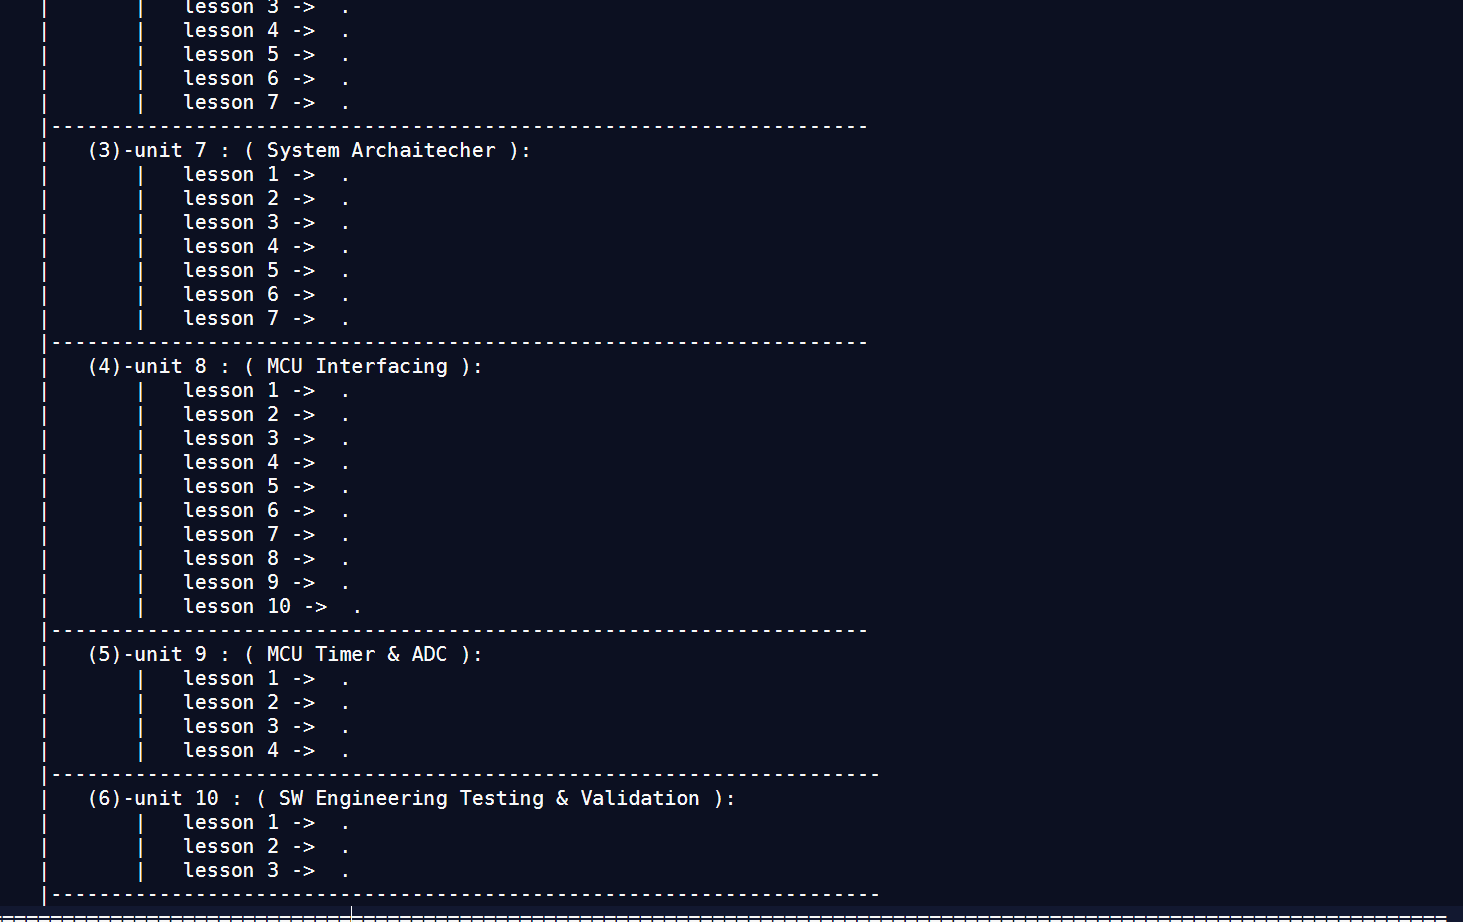 |       |   lesson 3 ->  .
|       |   lesson 4 ->  .
|       |   lesson 5 ->  .
|       |   lesson 6 ->  .
|       |   lesson 7 ->  .
|--------------------------------------------------------------------
|   (3)-unit 7 : ( System Archaitecher ):
|       |   lesson 1 ->  .
|       |   lesson 2 ->  .
|       |   lesson 3 ->  .
|       |   lesson 4 ->  .
|       |   lesson 5 ->  .
|       |   lesson 6 ->  .
|       |   lesson 7 ->  .
|--------------------------------------------------------------------
|   (4)-unit 8 : ( MCU Interfacing ):
|       |   lesson 1 ->  .
|       |   lesson 2 ->  .
|       |   lesson 3 ->  .
|       |   lesson 4 ->  .
|       |   lesson 5 ->  .
|       |   lesson 6 ->  .
|       |   lesson 7 ->  .
|       |   lesson 8 ->  .
|       |   lesson 9 ->  .
|       |   lesson 10 ->  .
|--------------------------------------------------------------------
|   (5)-unit 9 : ( MCU Timer & ADC ):
|       |   lesson 1 ->  .
|       |   lesson 2 ->  .
|       |   lesson 3 ->  .
|       |   lesson 4 ->  .
|---------------------------------------------------------------------
|   (6)-unit 10 : ( SW Engineering Testing & Validation ):
|       |   lesson 1 ->  .
|       |   lesson 2 ->  .
|       |   lesson 3 ->  .
|---------------------------------------------------------------------
========================================================================================================================